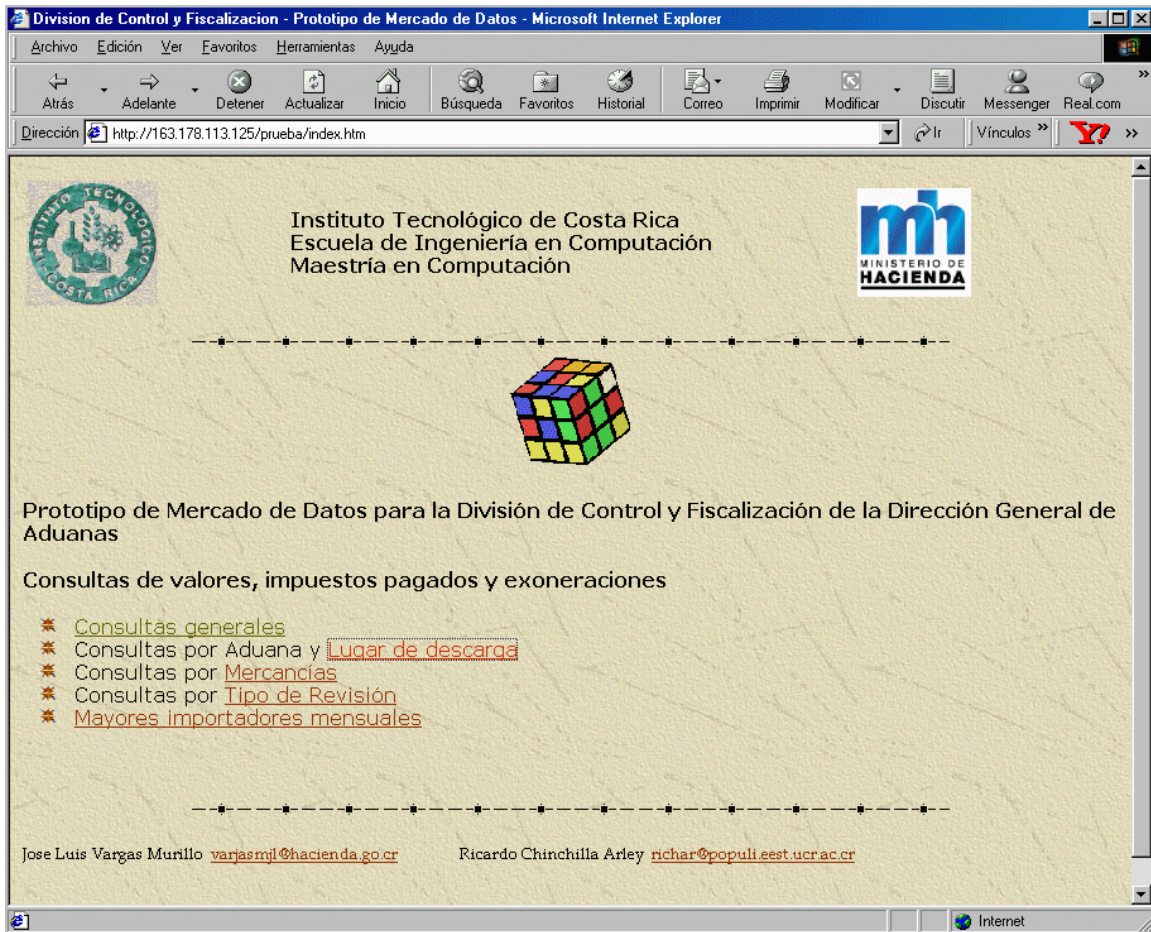 Division de Control y Fiscalizacion - Prototipo de Mercado de Datos - Microsoft Internet Explorer
Archivo Edición Ver Favoritos Herramientas Ayuda
Atrás Adelante Detener Actualizar Inicio Búsqueda Favoritos Historial Correo Imprimir Modificar Discutir Messenger Real.com
Dirección http://163.178.113.125/prueba/index.htm Ir Vínculos Y!
INSTITUTO TECNOLOGICO
COSTA RICA
Instituto Tecnológico de Costa Rica
Escuela de Ingeniería en Computación
Maestría en Computación
mh
MINISTERIO DE
HACIENDA
Prototipo de Mercado de Datos para la División de Control y Fiscalización de la Dirección General de
Aduanas
Consultas de valores, impuestos pagados y exoneraciones
Consultas generales
Consultas por Aduana y Lugar de descarga
Consultas por Mercancías
Consultas por Tipo de Revisión
Mayores importadores mensuales
Jose Luis Vargas Murillo varjasmjl@hacienda.go.cr Ricardo Chinchilla Arley richar@populi.eest.ucr.ac.cr
Internet